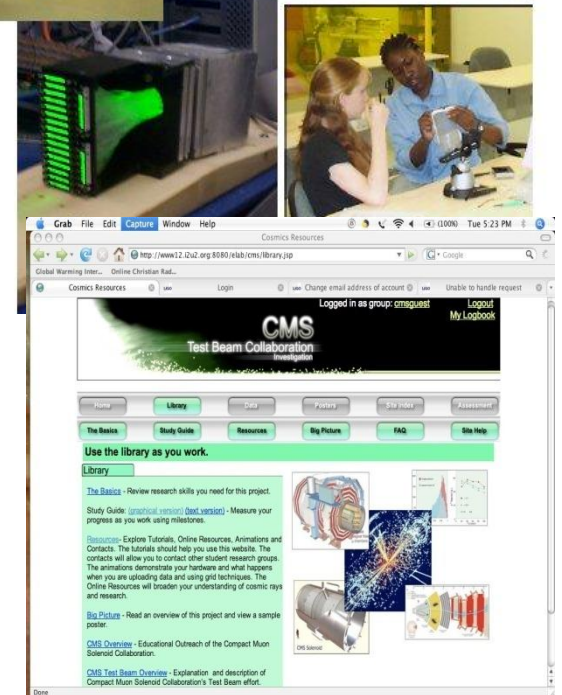 Grab File Edit Capture Window Help (100%) Tue 5:23 PM
Cosmics Resources
http://www12.i2u2.org:8080/elab/cms/library.jsp Google
Global Warming Inter... Online Christian Rad...
Cosmics Resources Login Change email address of account Unable to handle request
Logged in as group: cmsguest Logout
My Logbook
CMS
Test Beam Collaboration
Investigation
Home Library Data Posters Site Index Assessment
The Basics Study Guide Resources Big Picture FAQ Site Help
Use the library as you work.
Library
The Basics - Review research skills you need for this project.
Study Guide: (graphical version) (text version) - Measure your
progress as you work using milestones.
Resources- Explore Tutorials, Online Resources, Animations and
Contacts. The tutorials should help you use this website. The
contacts will allow you to contact other student research groups.
The animations demonstrate your hardware and what happens
when you are uploading data and using grid techniques. The
Online Resources will broaden your understanding of cosmic rays
and research.
Big Picture - Read an overview of this project and view a sample
poster.
CMS Overview - Educational Outreach of the Compact Muon
Solenoid Collaboration.
CMS Test Beam Overview - Explanation and description of
Compact Muon Solenoid Collaboration's Test Beam effort.
CMS Solenoid
Done